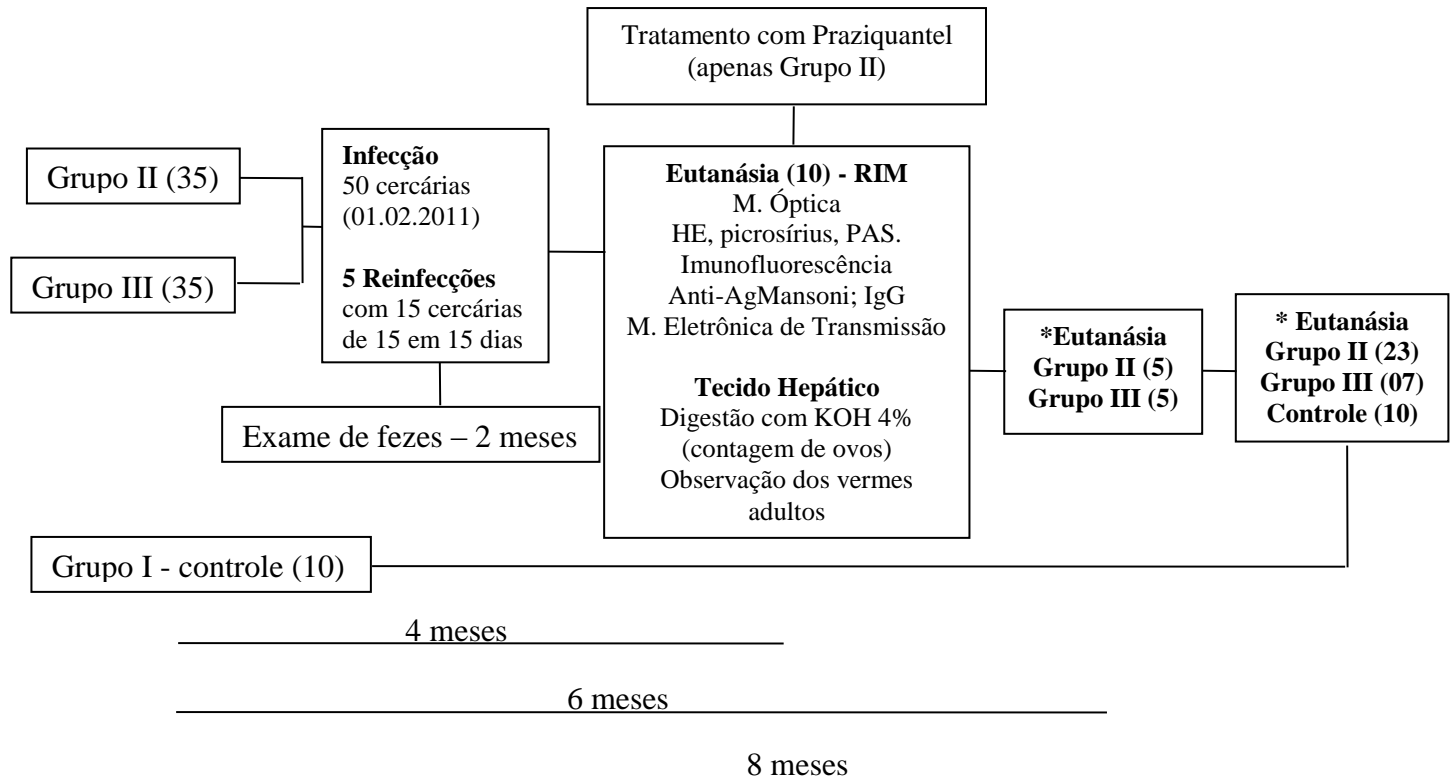 Tratamento com Praziquantel
(apenas Grupo II)
Grupo II (35)
Grupo III (35)
Infecção
50 cercárias
(01.02.2011)
5 Reinfecções
com 15 cercárias
de 15 em 15 dias
Exame de fezes – 2 meses
Eutanásia (10) - RIM
M. Óptica
HE, picrosírius, PAS.
Imunofluorescência
Anti-AgMansoni; IgG
M. Eletrônica de Transmissão
Tecido Hepático
Digestão com KOH 4%
(contagem de ovos)
Observação dos vermes
adultos
*Eutanásia
Grupo II (5)
Grupo III (5)
* Eutanásia
Grupo II (23)
Grupo III (07)
Controle (10)
Grupo I - controle (10)
4 meses
6 meses
8 meses